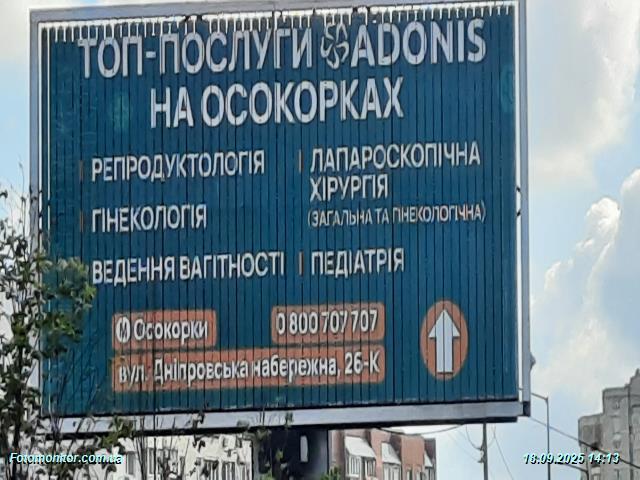 ТОП-ПОСЛУГИ ADONIS
НА ОСОКОРКАХ
РЕПРОДУКТОЛОГІЯ
ГІНЕКОЛОГІЯ
ВЕДЕННЯ ВАГІТНОСТІ
ЛАПАРОСКОПІЧНА
ХІРУРГІЯ
(ЗАГАЛЬНА ТА ГІНЕКОЛОГІЧНА)
ПЕДІАТРІЯ
М Осокорки
0 800 707 707
вул. Дніпровська набережна, 26-К
Fotomonitor.com.ua
18.09.2025 14:13